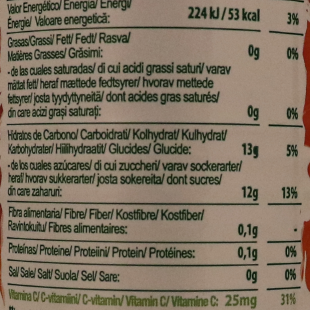 Valor Energético/ Energia/ Energi/
Energie/ Valoare energetică: 224 kJ / 53 kcal 3%
Grasas/Grassi/ Fett/ Fedt/ Rasva/
Matières Grasses/ Grăsimi: 0g 0%
- de las cuales saturadas/ di cui acidi grassi saturi/ varav
mättat fett/ heraf mættede fedtsyrer/ hvorav mettede
fettsyrer/ josta tyydyttyneitä/ dont acides gras saturés/
din care acizi grași saturați: 0g 0%
Hidratos de Carbono/ Carboidrati/ Kolhydrat/ Kulhydrat/
Karbohydrater/ Hiilihydraatit/ Glucides/ Glucide: 13g 5%
- de los cuales azúcares/ di cui zuccheri/ varav sockerarter/
heraf/ hvorav sukkerarter/ josta sokereita/ dont sucres/
din care zaharuri: 12g 13%
Fibra alimentaria/ Fibre/ Fiber/ Kostfibre/ Kostfiber/
Ravintokuitu/ Fibres alimentaires: 0,1g -
Proteínas/ Proteine/ Proteiini/ Protein/ Protéines: 0,1g 0%
Sal/ Sale/ Salt/ Suola/ Sel/ Sare: 0g 0%
Vitamina C/ C-vitamiini/ C-vitamin/ Vitamin C/ Vitamine C: 25mg 31%